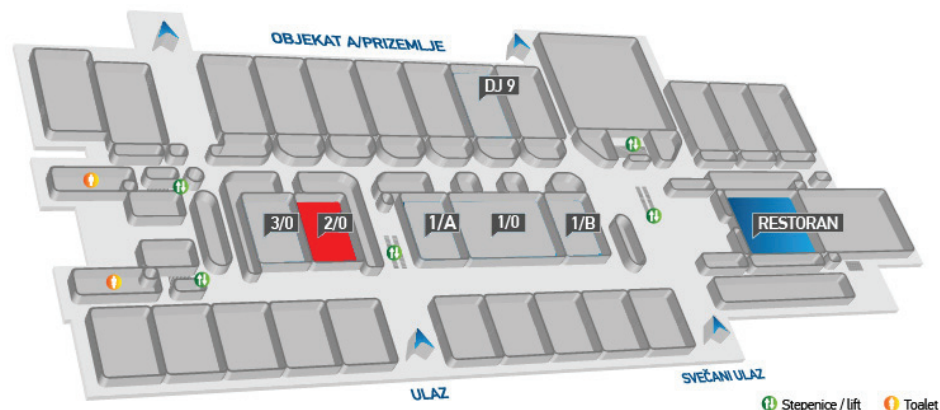 OBJEKAT A/PRIZEMLJE
DJ 9
3/0
2/0
1/A
1/0
1/B
RESTORAN
ULAZ
SVEČANI ULAZ
Stepenice / lift
Toalet